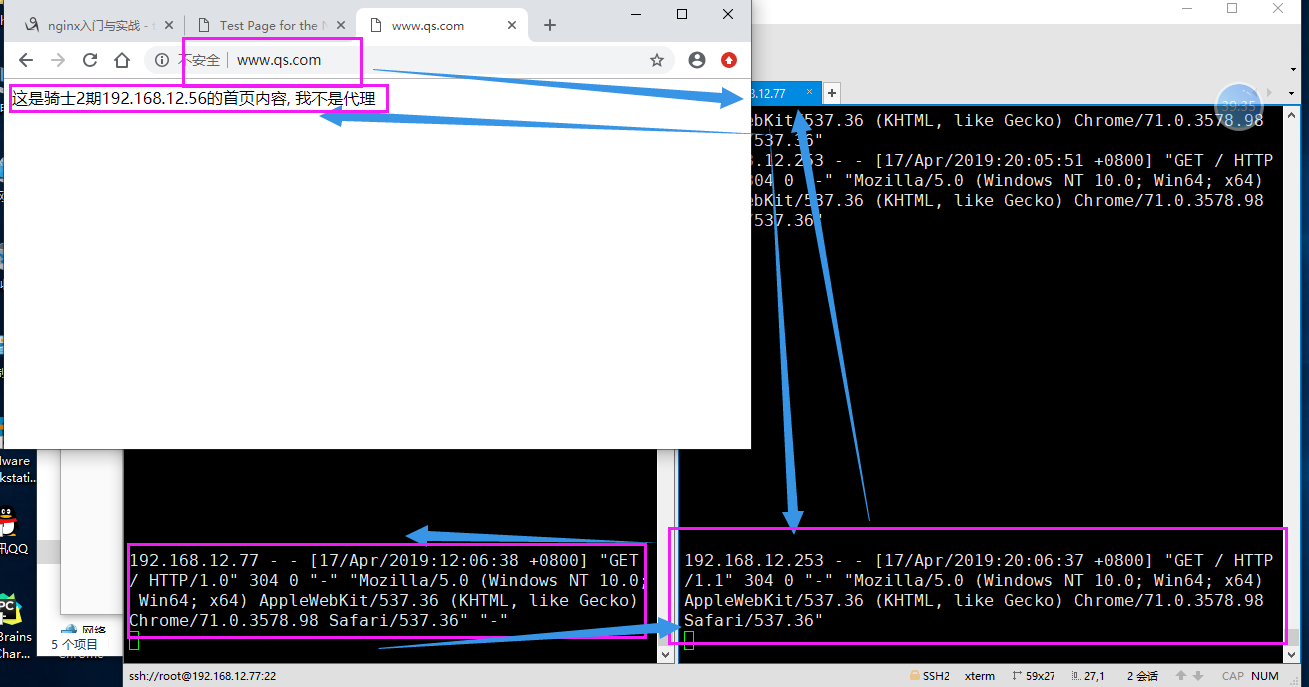 nginx入门与实战 -
Test Page for the N
www.qs.com
不安全
www.qs.com
这是骑士2期192.168.12.56的首页内容, 我不是代理
.12.77
39:35
ebKit/537.36 (KHTML, like Gecko) Chrome/71.0.3578.98
/537.36"
.12.253 - - [17/Apr/2019:20:05:51 +0800] "GET / HTTP
304 0 "-" "Mozilla/5.0 (Windows NT 10.0; Win64; x64)
ebKit/537.36 (KHTML, like Gecko) Chrome/71.0.3578.98
/537.36"
lware
kstati..
讯QQ
PC
Brains
Char...
网络
5 个项目
192.168.12.77 - - [17/Apr/2019:12:06:38 +0800] "GET
/ HTTP/1.0" 304 0 "-" "Mozilla/5.0 (Windows NT 10.0;
Win64; x64) AppleWebKit/537.36 (KHTML, like Gecko)
Chrome/71.0.3578.98 Safari/537.36" "-"
192.168.12.253 - - [17/Apr/2019:20:06:37 +0800] "GET / HTTP
/1.1" 304 0 "-" "Mozilla/5.0 (Windows NT 10.0; Win64; x64)
AppleWebKit/537.36 (KHTML, like Gecko) Chrome/71.0.3578.98
Safari/537.36"
ssh://root@192.168.12.77:22
SSH2
xterm
59x27
27,1
2 会话
CAP
NUM